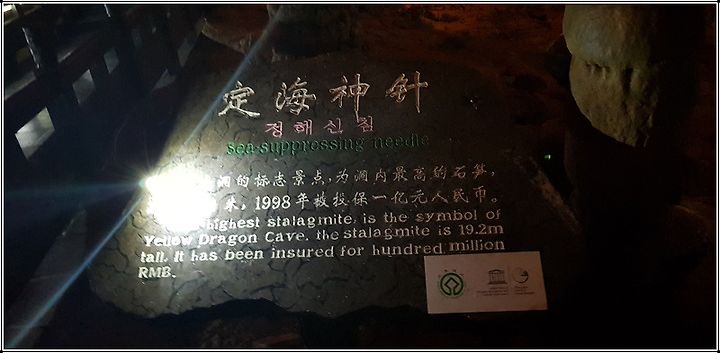 定海神针
정해신침
Sea-suppressing needle
洞的标志景点，为洞内最高的石笋，
米，1998年被投保一亿元人民币。
highest stalagmite, is the symbol of
Yellow Dragon Cave. the stalagmite is 19.2m
tall. It has been insured for hundred million
RMB.